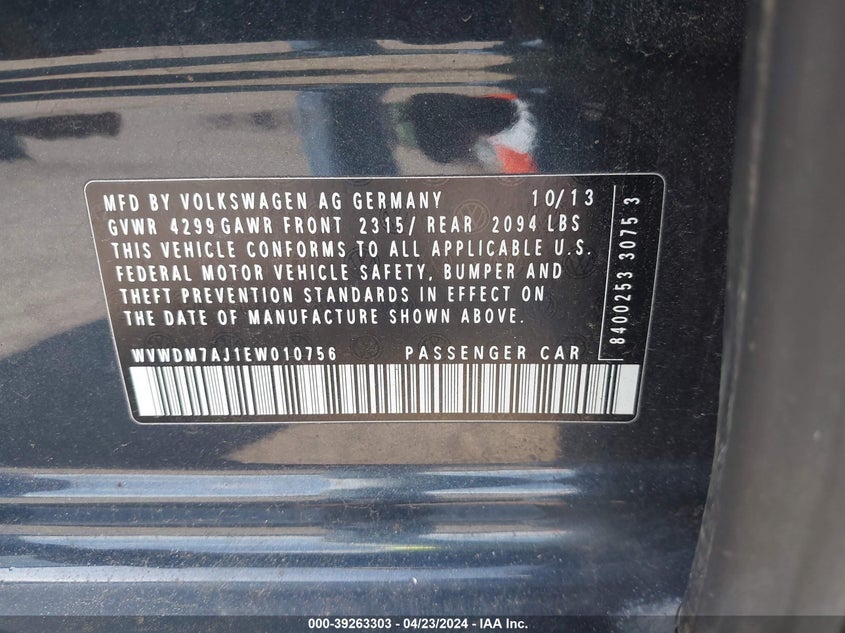 MFD BY VOLKSWAGEN AG GERMANY 10/13
GVWR 4299 GAWR FRONT 2315/ REAR 2094 LBS
THIS VEHICLE CONFORMS TO ALL APPLICABLE U.S.
FEDERAL MOTOR VEHICLE SAFETY, BUMPER AND
THEFT PREVENTION STANDARDS IN EFFECT ON
THE DATE OF MANUFACTURE SHOWN ABOVE.
WVWDM7AJ1EW010756 PASSENGER CAR
8400253 3075 3
000-39263303 / 04/23/2024 - IAA Inc.